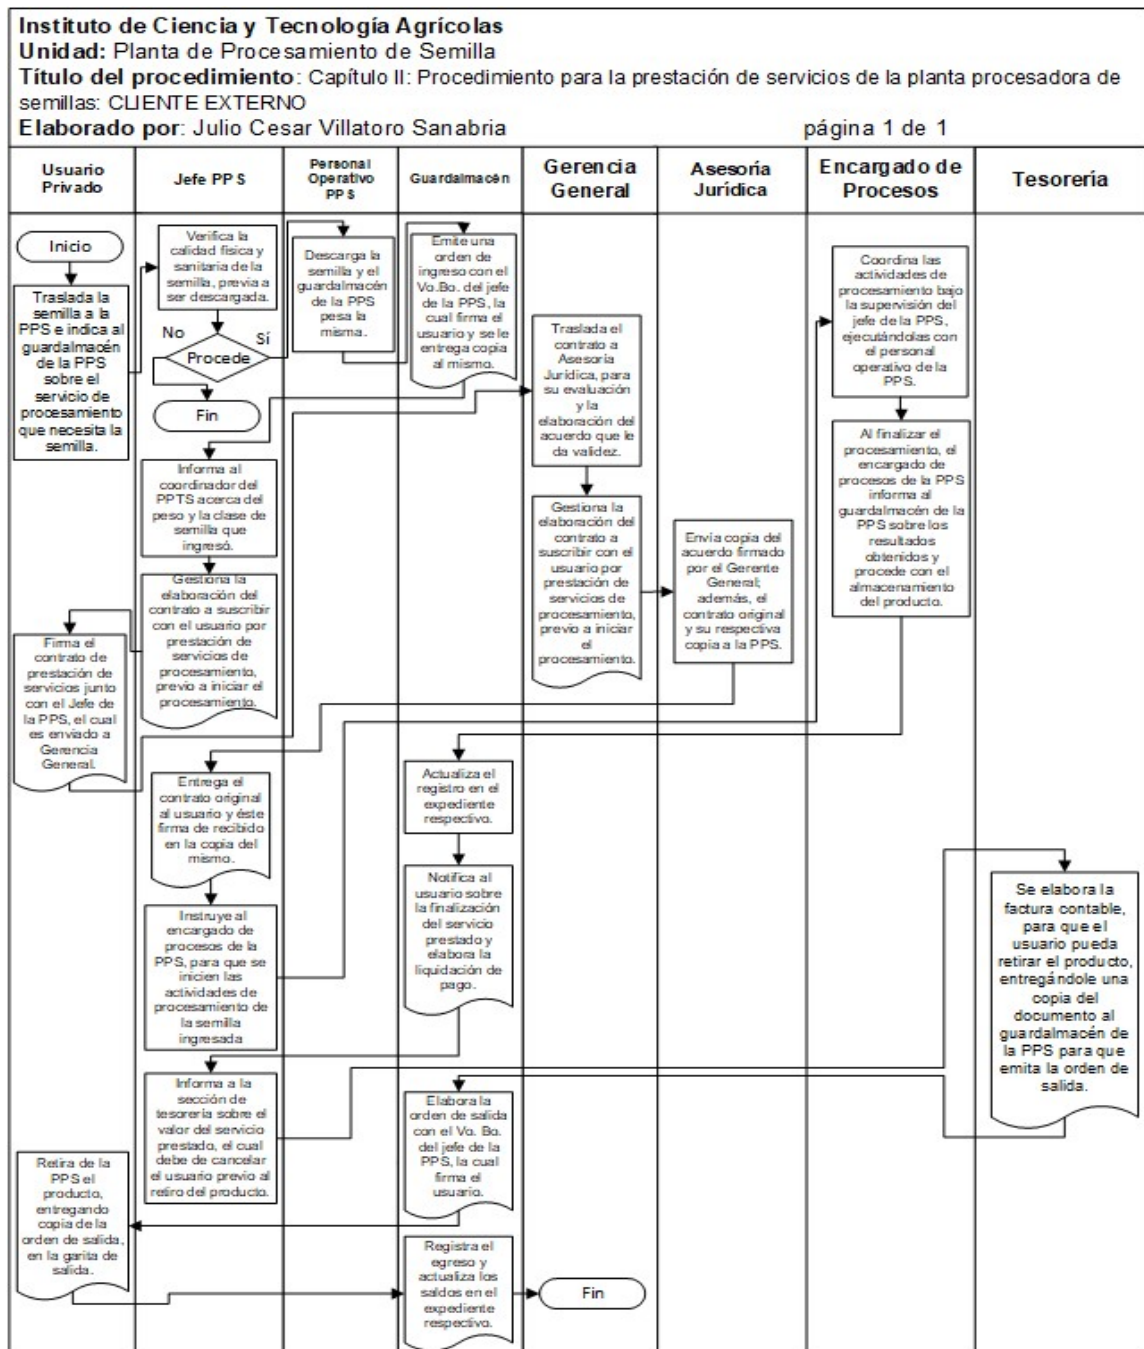 Instituto de Ciencia y Tecnología Agrícolas
Unidad: Planta de Procesamiento de Semilla
Título del procedimiento: Capítulo II: Procedimiento para la prestación de servicios de la planta procesadora de
semillas: CLIENTE EXTERNO
Elaborado por: Julio Cesar Villatoro Sanabria
página 1 de 1
Usuario
Privado
Jefe PPS
Personal
Operativo
PPS
Guardalmacén
Gerencia
General
Asesoría
Jurídica
Encargado de
Procesos
Tesorería
Inicio
Traslada la
semilla a la
PPS e indica al
guardalmacén
de la PPS
sobre el
servicio de
procesamiento
que necesita la
semilla.
Verifica la
calidad física y
sanitaria de la
semilla, previa a
ser descargada.
No
Sí
Procede
Fin
Descarga la
semilla y el
guardalmacén
de la PPS
pesa la
misma.
Emite una
orden de
ingreso con el
Vo.Bo. del jefe
de la PPS, la
cual firma el
usuario y se le
entrega copia
al mismo.
Informa al
coordinador del
PPTS acerca del
peso y la clase de
semilla que
ingresó.
Gestiona la
elaboración del
contrato a suscribir
con el usuario por
prestación de
servicios de
procesamiento,
previo a iniciar el
procesamiento.
Firma el
contrato de
prestación de
servicios junto
con el Jefe de
la PPS, el cual
es enviado a
Gerencia
General.
Traslada el
contrato a
Asesoría
Jurídica, para
su evaluación
y la
elaboración del
acuerdo que le
da validez.
Gestiona la
elaboración del
contrato a
suscribir con el
usuario por
prestación de
servicios de
procesamiento,
previo a iniciar
el
procesamiento.
Envía copia del
acuerdo firmado
por el Gerente
General;
además, el
contrato original
y su respectiva
copia a la PPS.
Entrega el
contrato original
al usuario y éste
firma de recibido
en la copia del
mismo.
Instruye al
encargado de
procesos de la
PPS, para que se
inicien las
actividades de
procesamiento de
la semilla
ingresada
Coordina las
actividades de
procesamiento bajo
la supervisión del
jefe de la PPS,
ejecutándolas con
el personal
operativo de la
PPS.
Al finalizar el
procesamiento, el
encargado de
procesos de la PPS
informa al
guardalmacén de la
PPS sobre los
resultados
obtenidos y
procede con el
almacenamiento
del producto.
Actualiza el
registro en el
expediente
respectivo.
Notifica al
usuario sobre
la finalización
del servicio
prestado y
elabora la
liquidación de
pago.
Informa a la
sección de
tesorería sobre el
valor del servicio
prestado, el cual
debe de cancelar
el usuario previo al
retiro del producto.
Se elabora la
factura contable,
para que el
usuario pueda
retirar el producto,
entregándole una
copia del
documento al
guardalmacén de
la PPS para que
emita la orden de
salida.
Elabora la
orden de salida
con el Vo. Bo.
del jefe de la
PPS, la cual
firma el
usuario.
Retira de la
PPS el
producto,
entregando
copia de la
orden de salida,
en la garita de
salida.
Registra el
egreso y
actualiza los
saldos en el
expediente
respectivo.
Fin